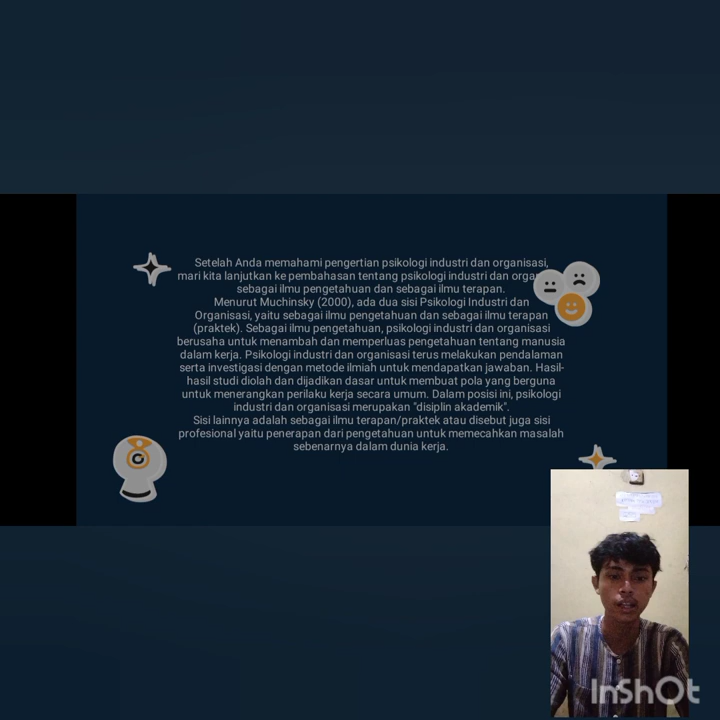 Setelah Anda memahami pengertian psikologi industri dan organisasi,
mari kita lanjutkan ke pembahasan tentang psikologi industri dan
sebagai ilmu pengetahuan dan sebagai ilmu terapan.
Menurut Muchinsky (2000), ada dua sisi Psikologi Industri dan
Organisasi, yaitu sebagai ilmu pengetahuan dan sebagai ilmu terapan
(praktek). Sebagai ilmu pengetahuan, psikologi industri dan organisasi
berusaha untuk menambah dan memperluas pengetahuan tentang manusia
dalam kerja. Psikologi industri dan organisasi terus melakukan pendalaman
serta investigasi dengan metode ilmiah untuk mendapatkan jawaban. Hasil-
hasil studi diolah dan dijadikan dasar untuk membuat pola yang berguna
untuk menerangkan perilaku kerja secara umum. Dalam posisi ini, psikologi
industri dan organisasi merupakan "disiplin akademik".
Sisi lainnya adalah sebagai ilmu terapan/praktek atau disebut juga sisi
profesional yaitu penerapan dari pengetahuan untuk memecahkan masalah
sebenarnya dalam dunia kerja.
InShOt